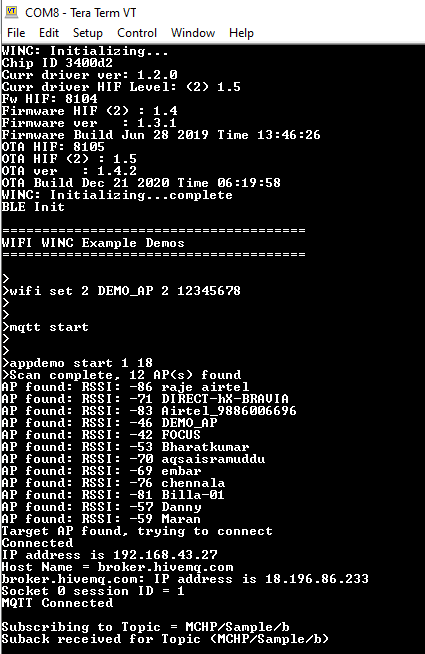 COM8 - Tera Term VT
File Edit Setup Control Window Help
WINC: Initializing...
Chip ID 3400d2
Curr driver ver: 1.2.0
Curr driver HIF Level: (2) 1.5
Fw HIF: 8104
Firmware HIF (2) : 1.4
Firmware ver   : 1.3.1
Firmware Build Jun 28 2019 Time 13:46:26
OTA HIF: 8105
OTA HIF (2) : 1.5
OTA ver   : 1.4.2
OTA Build Dec 21 2020 Time 06:19:58
WINC: Initializing...complete
BLE Init
======================================
WIFI WINC Example Demos
======================================
>
>wifi set 2 DEMO_AP 2 12345678
>
>
>mqtt start
>
>
>appdemo start 1 18
>Scan complete, 12 AP(s) found
AP found: RSSI: -86 raje airtel
AP found: RSSI: -71 DIRECT-hX-BRAVIA
AP found: RSSI: -83 Airtel_9886006696
AP found: RSSI: -46 DEMO_AP
AP found: RSSI: -42 FOCUS
AP found: RSSI: -53 Bharatkumar
AP found: RSSI: -70 aqsaisramuddu
AP found: RSSI: -69 embar
AP found: RSSI: -76 chennala
AP found: RSSI: -81 Billa-01
AP found: RSSI: -57 Danny
AP found: RSSI: -59 Maran
Target AP found, trying to connect
Connected
IP address is 192.168.43.27
Host Name = broker.hivemq.com
broker.hivemq.com: IP address is 18.196.86.233
Socket 0 session ID = 1
MQTT Connected
Subscribing to Topic = MCHP/Sample/b
Suback received for Topic (MCHP/Sample/b)